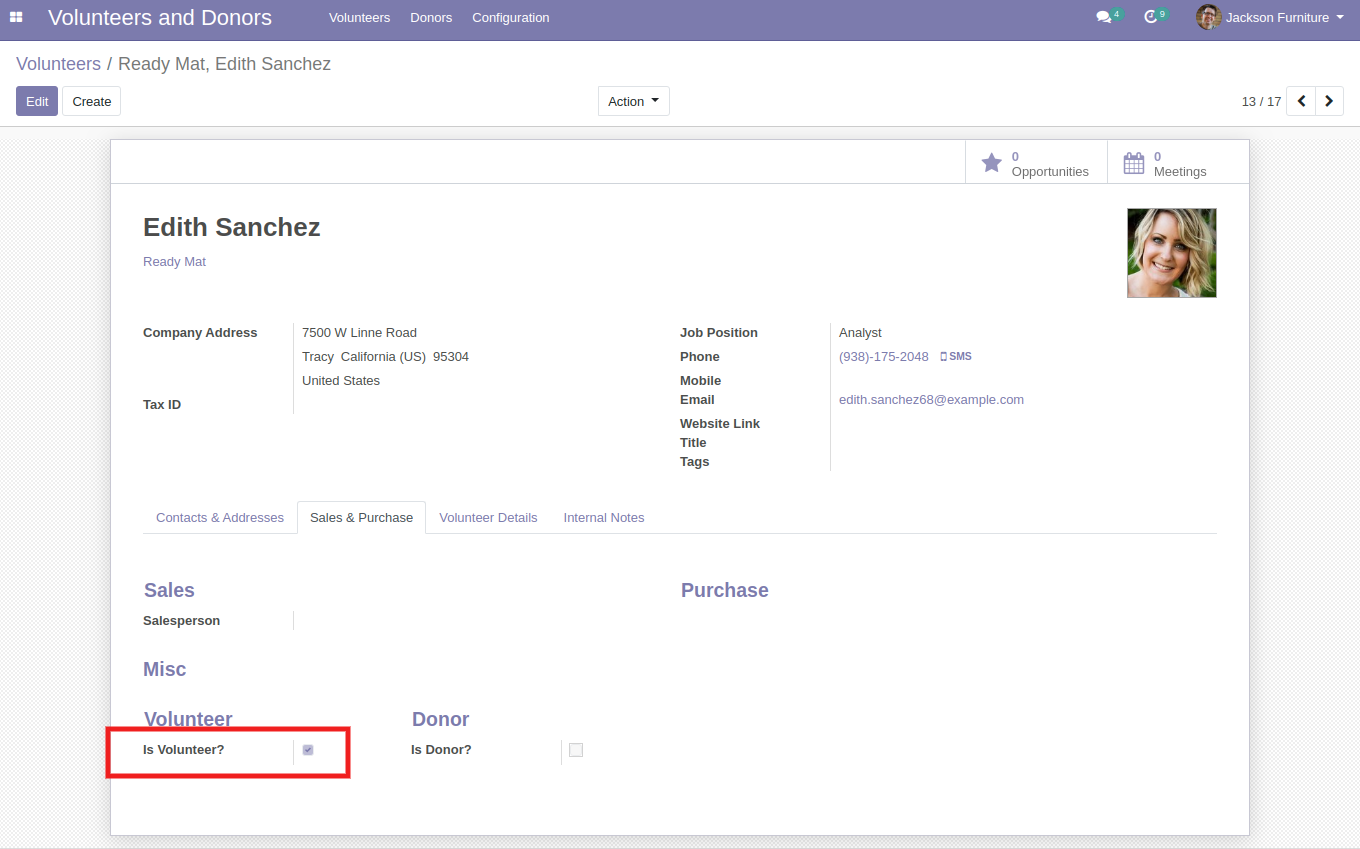 Volunteers and Donors Volunteers Donors Configuration 4 9 Jackson Furniture
Volunteers / Ready Mat, Edith Sanchez
Edit Create Action 13 / 17
0 Opportunities 0 Meetings
Edith Sanchez
Ready Mat
Company Address 7500 W Linne Road
Tracy California (US) 95304
United States
Tax ID
Job Position Analyst
Phone (938)-175-2048 SMS
Mobile
Email edith.sanchez68@example.com
Website Link
Title
Tags
Contacts & Addresses Sales & Purchase Volunteer Details Internal Notes
Sales Purchase
Salesperson
Misc
Volunteer Donor
Is Volunteer? Is Donor?